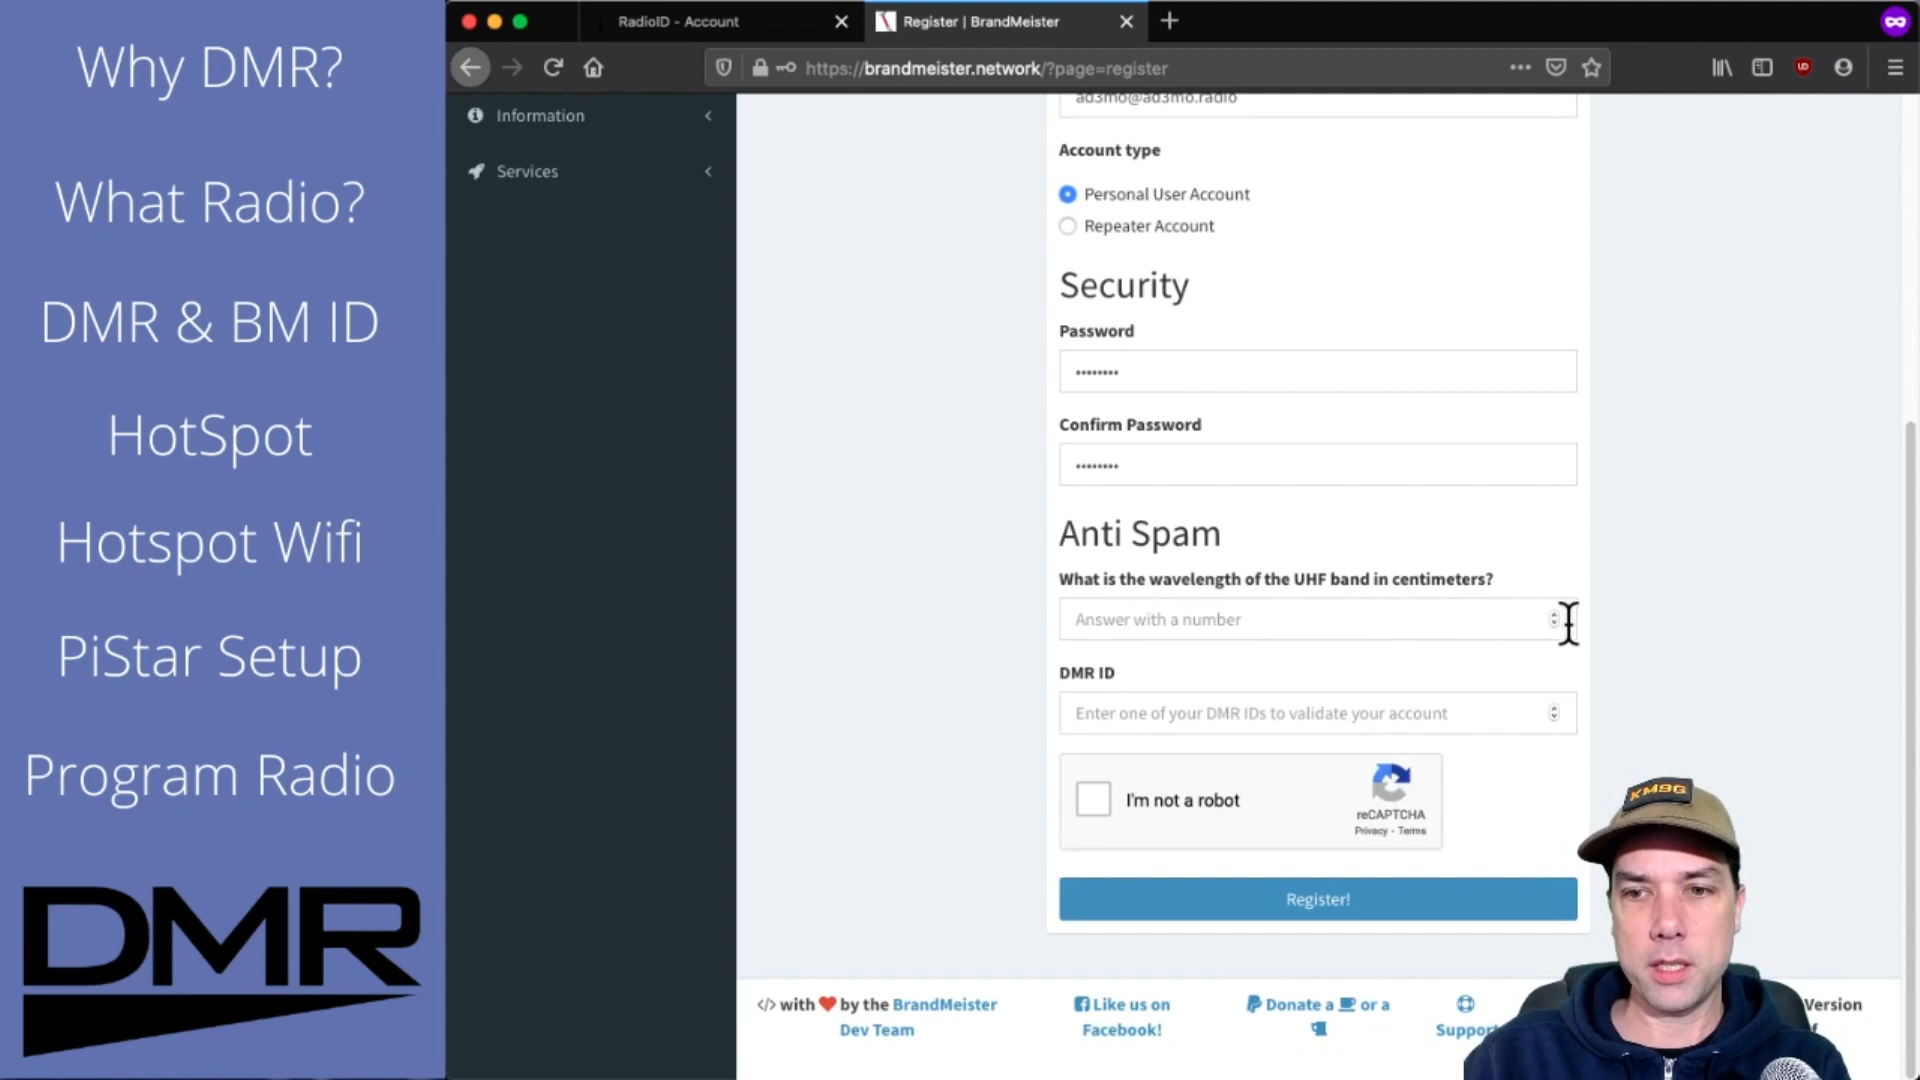 Why DMR?
What Radio?
DMR & BM ID
HotSpot
Hotspot Wifi
PiStar Setup
Program Radio
DMR
RadioID - Account
Register | BrandMeister
https://brandmeister.network/?page=register
Information
Services
ad3mo@ad3mo.radio
Account type
Personal User Account
Repeater Account
Security
Password
••••••••
Confirm Password
••••••••
Anti Spam
What is the wavelength of the UHF band in centimeters?
Answer with a number
DMR ID
Enter one of your DMR IDs to validate your account
I'm not a robot
reCAPTCHA
Privacy - Terms
Register!
</> with ❤ by the BrandMeister
Dev Team
Like us on
Facebook!
Donate a or a
Support
Version
KM9G